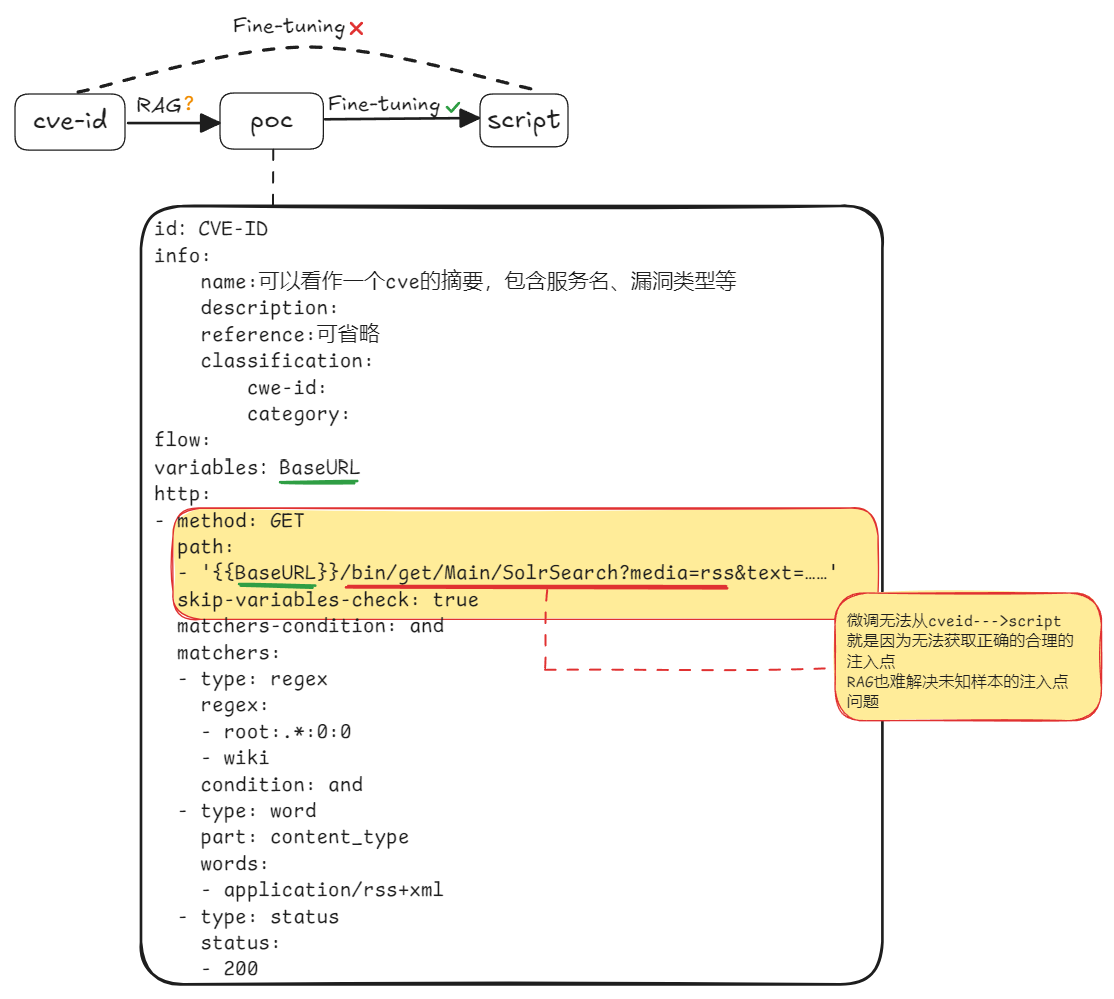 Fine-tuning
cve-id
RAG?
poc
Fine-tuning
script
id: CVE-ID
info:
name:可以看作一个cve的摘要，包含服务名、漏洞类型等
description:
reference:可省略
classification:
cwe-id:
category:
flow:
variables: BaseURL
http:
- method: GET
path:
- '{{BaseURL}}/bin/get/Main/SolrSearch?media=rss&text=……'
skip-variables-check: true
matchers-condition: and
matchers:
- type: regex
regex:
- root:.*:0:0
- wiki
condition: and
- type: word
part: content_type
words:
- application/rss+xml
- type: status
status:
- 200
微调无法从cveid--->script
就是因为无法获取正确的合理的
注入点
RAG也难解决未知样本的注入点
问题